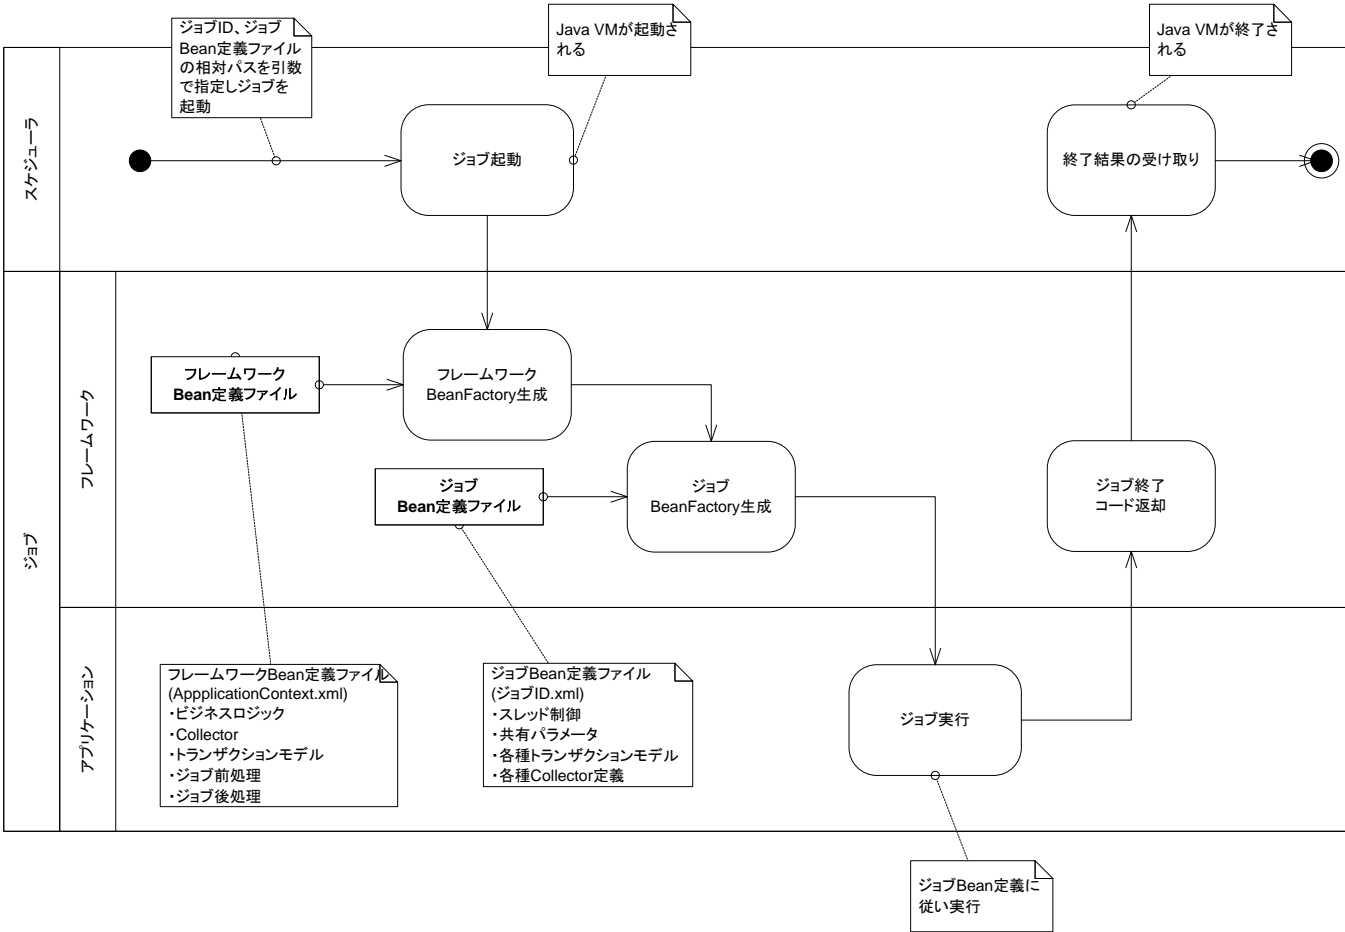 ジョブID、ジョブ
Bean定義ファイル
の相対パスを引数
で指定しジョブを
起動
Java VMが起動さ
れる
Java VMが終了さ
れる
スケジューラ
ジョブ起動
終了結果の受け取り
ジョブ
フレームワーク
フレームワーク
Bean定義ファイル
フレームワーク
BeanFactory生成
ジョブ
Bean定義ファイル
ジョブ
BeanFactory生成
ジョブ終了
コード返却
アプリケーション
フレームワークBean定義ファイル
(AppplicationContext.xml)
・ビジネスロジック
・Collector
・トランザクションモデル
・ジョブ前処理
・ジョブ後処理
ジョブBean定義ファイル
(ジョブID.xml)
・スレッド制御
・共有パラメータ
・各種トランザクションモデル
・各種Collector定義
ジョブ実行
ジョブBean定義に
従い実行